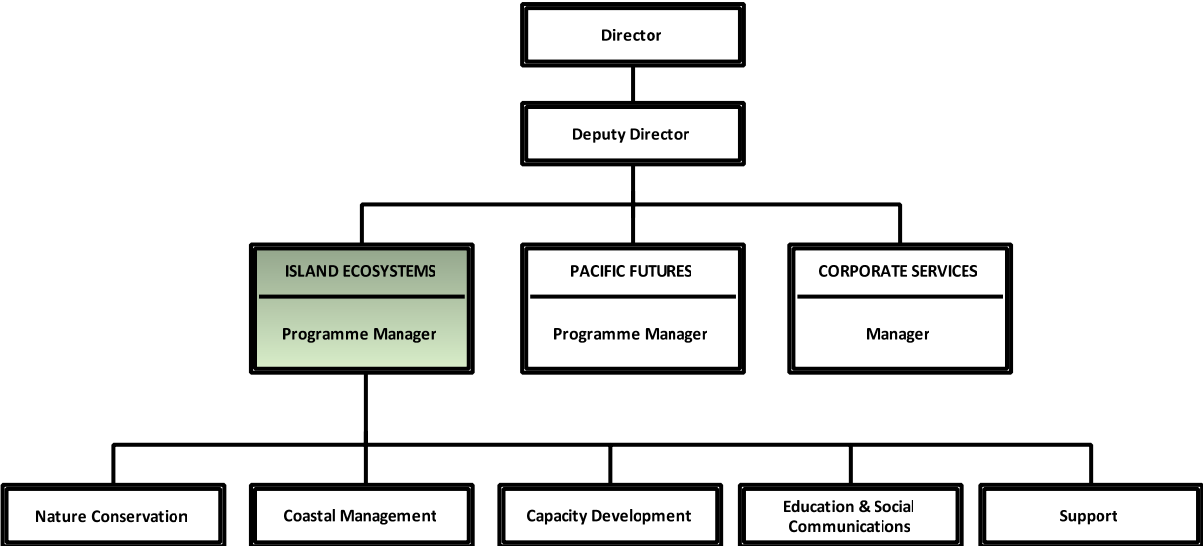 Director
Deputy Director
ISLAND ECOSYSTEMS
Programme Manager
PACIFIC FUTURES
Programme Manager
CORPORATE SERVICES
Manager
Nature Conservation
Coastal Management
Capacity Development
Education & Social
Communications
Support